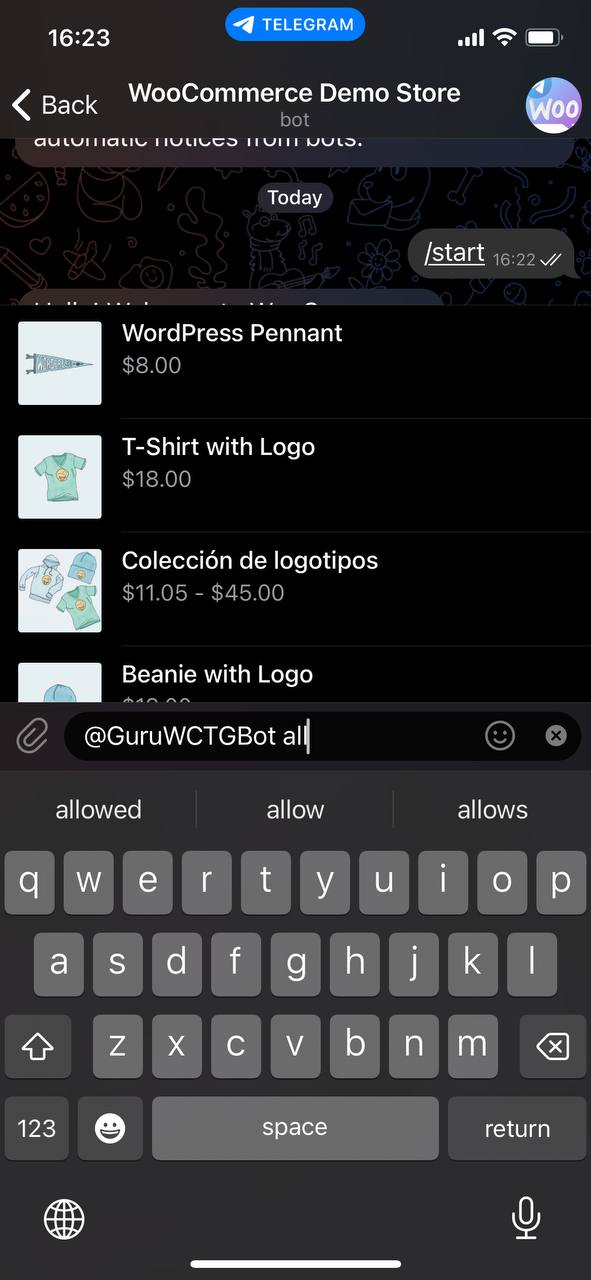 16:23
TELEGRAM
Back
WooCommerce Demo Store
bot
WOO
automatic notices from bots.
Today
/start 16:22
WordPress Pennant
$8.00
T-Shirt with Logo
$18.00
Colección de logotipos
$11.05 - $45.00
Beanie with Logo
@GuruWCTGBot all
allowed allow allows
q w e r t y u i o p
a s d f g h j k l
z x c v b n m
123 space return